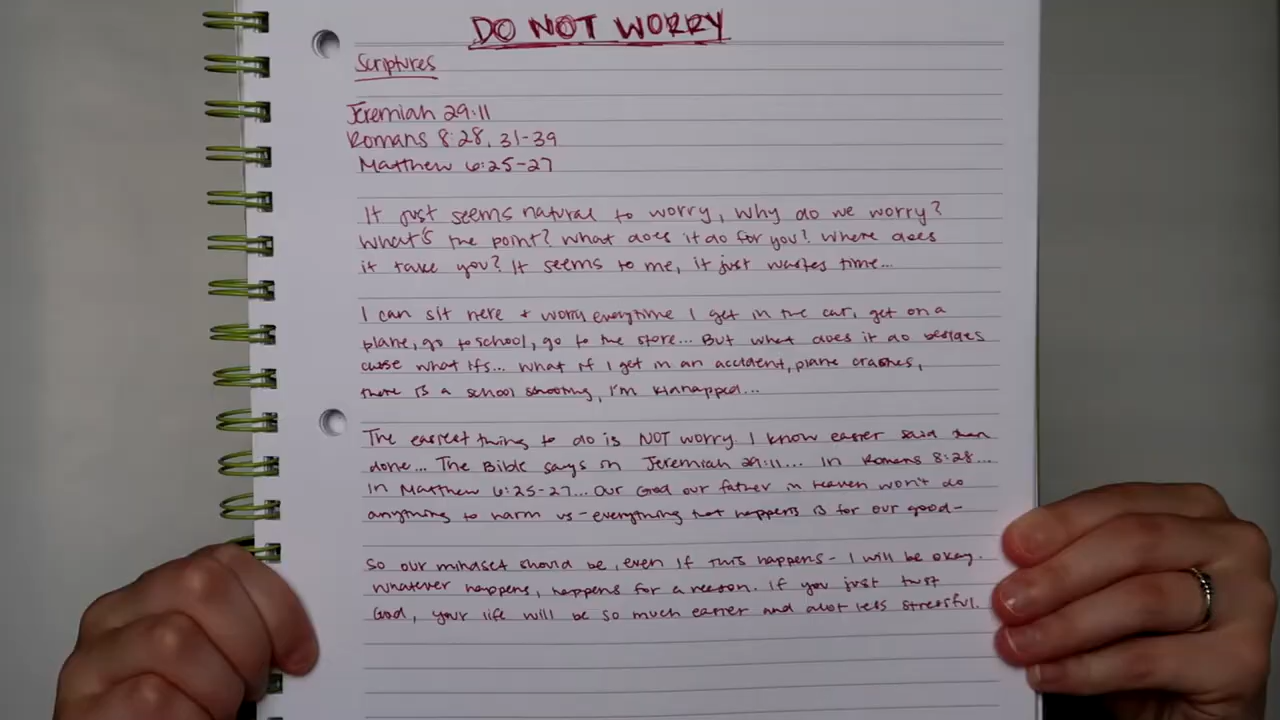 DO NOT WORRY
Scriptures
Jeremiah 29:11
Romans 8:28, 31-39
Matthew 6:25-27
It just seems natural to worry, why do we worry?
What's the point? What does it do for you? Where does
it take you? It seems to me, it just wastes time...
I can sit here + worry everytime I get in the car, get on a
plane, go to school, go to the store... But what does it do besides
cause what ifs... what if I get in an accident, plane crashes,
there is a school shooting, I'm kidnapped...
The easiest thing to do is NOT worry. I know easier said than
done... The Bible says in Jeremiah 29:11... In Romans 8:28...
In Matthew 6:25-27... Our God our father in heaven won't do
anything to harm us - everything that happens is for our good-
So our mindset should be, even if this happens - I will be okay.
whatever happens, happens for a reason. If you just trust
God, your life will be so much easier and alot less stressful.